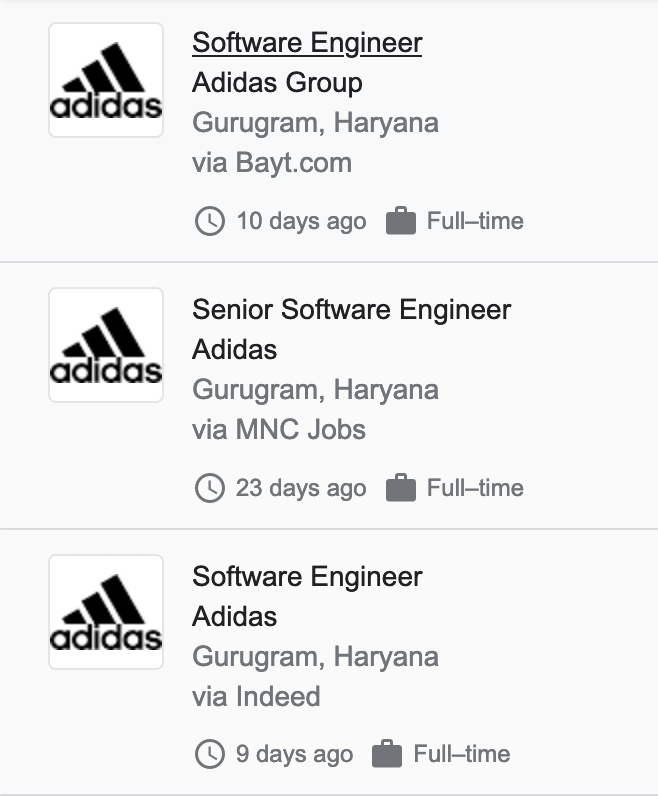 adidas
Software Engineer
Adidas Group
Gurugram, Haryana
via Bayt.com
10 days ago Full–time
adidas
Senior Software Engineer
Adidas
Gurugram, Haryana
via MNC Jobs
23 days ago Full–time
adidas
Software Engineer
Adidas
Gurugram, Haryana
via Indeed
9 days ago Full–time